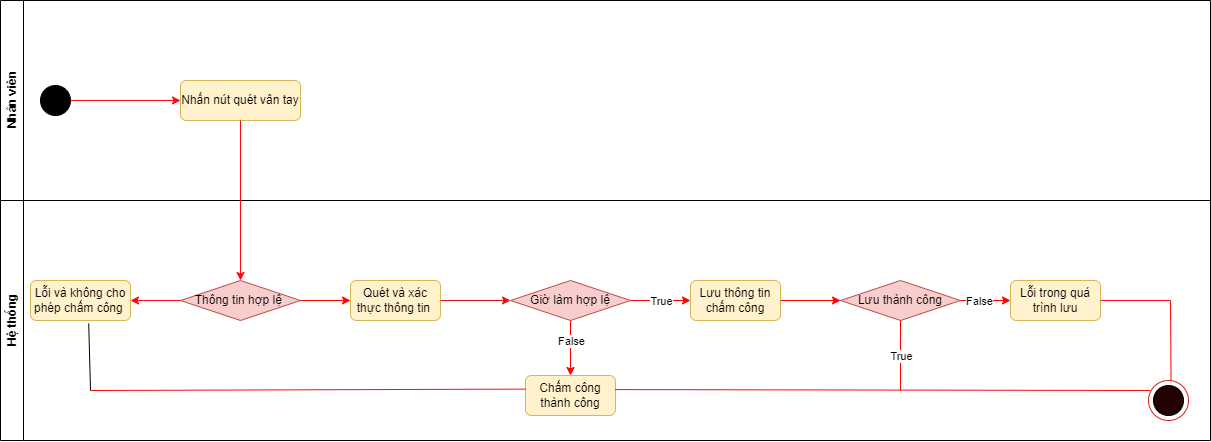 Nhân viên
Nhấn nút quét vân tay
Hệ thống
Lỗi và không cho
phép chấm công
Thông tin hợp lệ
Quét và xác
thực thông tin
Giờ làm hợp lệ
True
Lưu thông tin
chấm công
Lưu thành công
False
Lỗi trong quá
trình lưu
False
True
Chấm công
thành công